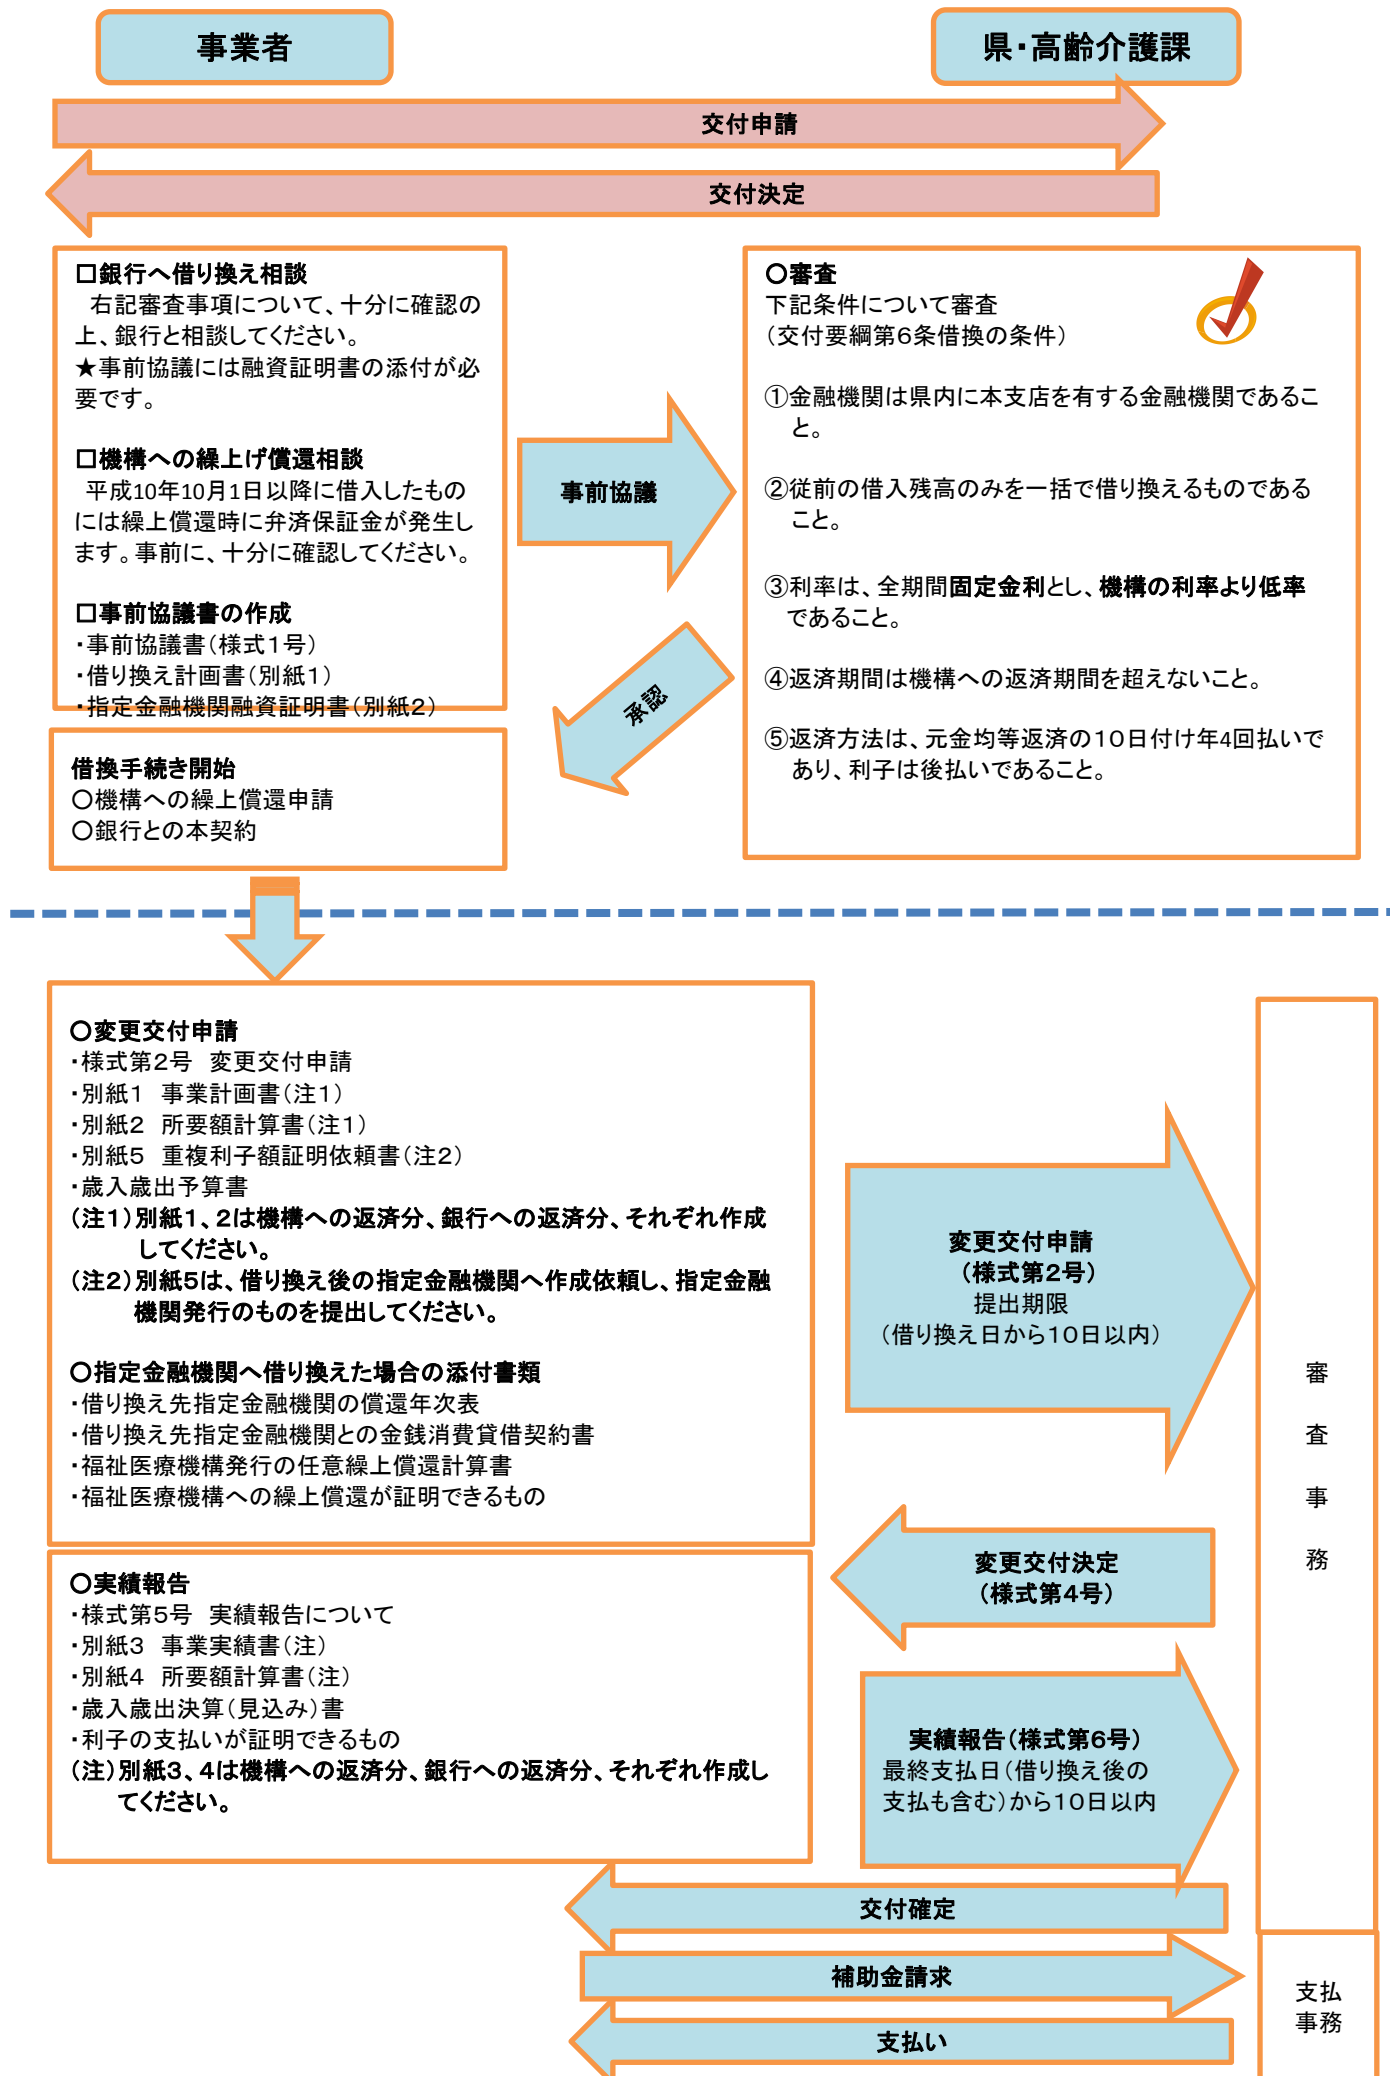 事業者
県・高齢介護課
交付申請
交付決定
□銀行へ借り換え相談
右記審査事項について、十分に確認の
上、銀行と相談してください。
★事前協議には融資証明書の添付が必
要です。
□機構への繰上げ償還相談
平成10年10月1日以降に借入したもの
には繰上償還時に弁済保証金が発生し
ます。事前に、十分に確認してください。
□事前協議書の作成
・事前協議書（様式１号）
・借り換え計画書（別紙１）
・指定金融機関融資証明書（別紙２）
事前協議
承認
○審査
下記条件について審査
（交付要綱第６条借換の条件）
①金融機関は県内に本支店を有する金融機関であるこ
と。
②従前の借入残高のみを一括で借り換えるものである
こと。
③利率は、全期間固定金利とし、機構の利率より低率
であること。
④返済期間は機構への返済期間を超えないこと。
⑤返済方法は、元金均等返済の１０日付け年4回払いで
あり、利子は後払いであること。
借換手続き開始
○機構への繰上償還申請
○銀行との本契約
○変更交付申請
・様式第２号　変更交付申請
・別紙１　事業計画書（注１）
・別紙２　所要額計算書（注１）
・別紙５　重複利子額証明依頼書（注２）
・歳入歳出予算書
（注１）別紙１、２は機構への返済分、銀行への返済分、それぞれ作成
してください。
（注２）別紙５は、借り換え後の指定金融機関へ作成依頼し、指定金融
機関発行のものを提出してください。
○指定金融機関へ借り換えた場合の添付書類
・借り換え先指定金融機関の償還年次表
・借り換え先指定金融機関との金銭消費貸借契約書
・福祉医療機構発行の任意繰上償還計算書
・福祉医療機構への繰上償還が証明できるもの
変更交付申請
（様式第２号）
提出期限
（借り換え日から１０日以内）
審
査
事
務
変更交付決定
（様式第４号）
○実績報告
・様式第５号　実績報告について
・別紙３　事業実績書（注）
・別紙４　所要額計算書（注）
・歳入歳出決算（見込み）書
・利子の支払いが証明できるもの
（注）別紙３、４は機構への返済分、銀行への返済分、それぞれ作成し
てください。
実績報告（様式第６号）
最終支払日（借り換え後の
支払も含む）から１０日以内
交付確定
補助金請求
支払い
支払
事務